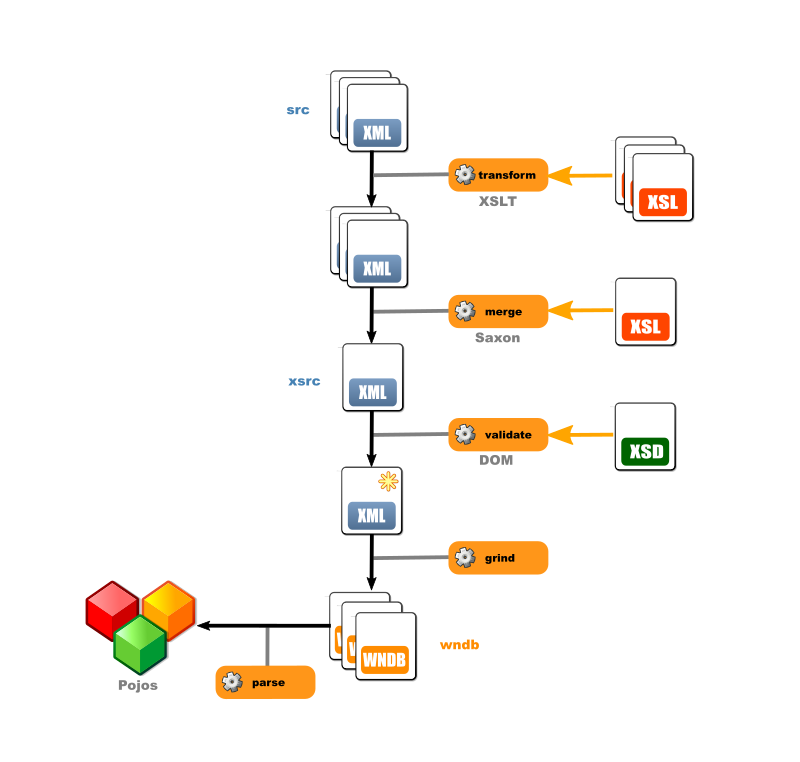 src
XML
transform
XSLT
XSL
XML
merge
Saxon
XSL
xsrc
XML
validate
DOM
XSD
XML
grind
WNDB
wndb
Pojos
parse